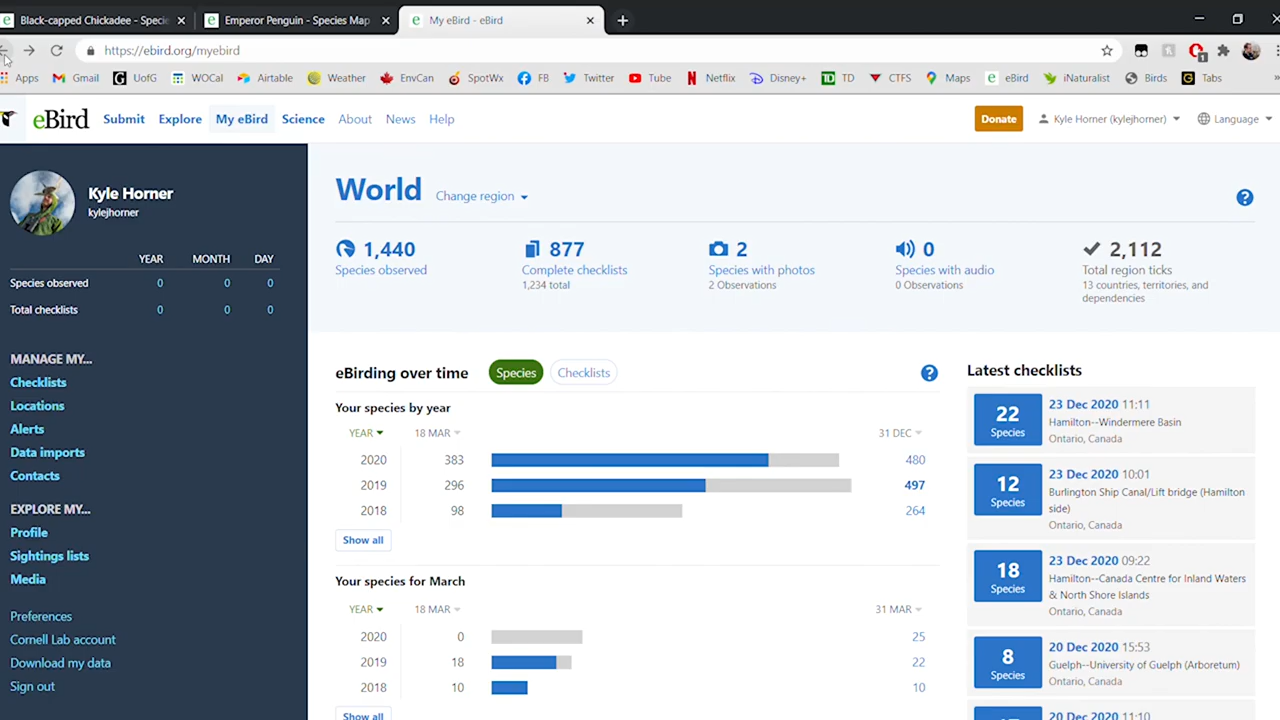 Black-capped Chickadee - Specie
Emperor Penguin - Species Map
My eBird - eBird
https://ebird.org/myebird
Apps Gmail UofG WOCal Airtable Weather EnvCan SpotWx FB Twitter Tube Netflix Disney+ TD CTFS Maps eBird iNaturalist Birds Tabs
eBird Submit Explore My eBird Science About News Help Donate Kyle Horner (kylejhorner) Language
Kyle Horner
kylejhorner
YEAR MONTH DAY
Species observed 0 0 0
Total checklists 0 0 0
MANAGE MY...
Checklists
Locations
Alerts
Data imports
Contacts
EXPLORE MY...
Profile
Sightings lists
Media
Preferences
Cornell Lab account
Download my data
Sign out
World Change region
?
1,440
Species observed
877
Complete checklists
1,234 total
2
Species with photos
2 Observations
0
Species with audio
0 Observations
2,112
Total region ticks
13 countries, territories, and
dependencies
eBirding over time Species Checklists ?
Your species by year
YEAR 18 MAR 31 DEC
2020 383 480
2019 296 497
2018 98 264
Show all
Your species for March
YEAR 18 MAR 31 MAR
2020 0 25
2019 18 22
2018 10 10
Show all
Latest checklists
22
Species
23 Dec 2020 11:11
Hamilton--Windermere Basin
Ontario, Canada
12
Species
23 Dec 2020 10:01
Burlington Ship Canal/Lift bridge (Hamilton
side)
Ontario, Canada
18
Species
23 Dec 2020 09:22
Hamilton--Canada Centre for Inland Waters
& North Shore Islands
Ontario, Canada
8
Species
20 Dec 2020 15:53
Guelph--University of Guelph (Arboretum)
Ontario, Canada
20 Dec 2020 11:10